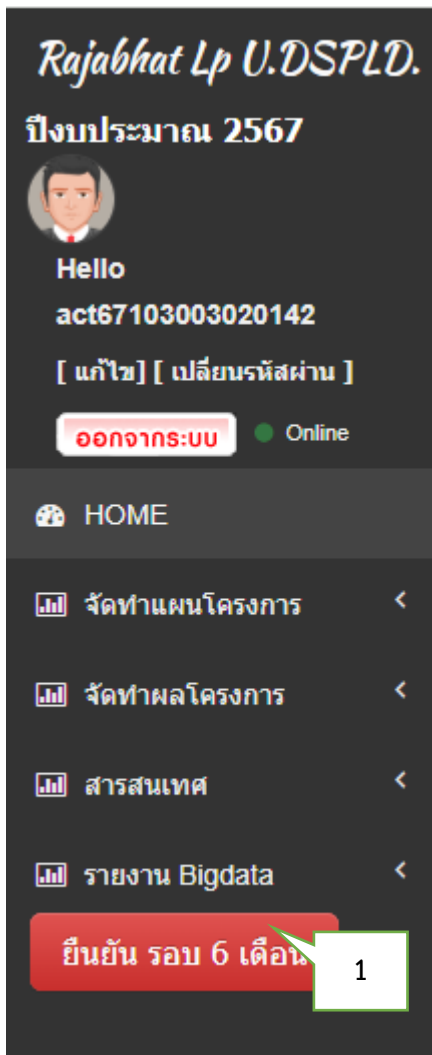 Rajabhat Lp U.DSPLD.
ปีงบประมาณ 2567
Hello
act67103003020142
[ แก้ไข] [ เปลี่ยนรหัสผ่าน ]
ออกจากระบบ Online
HOME
จัดทำแผนโครงการ
จัดทำผลโครงการ
สารสนเทศ
รายงาน Bigdata
ยืนยัน รอบ 6 เดือน
1